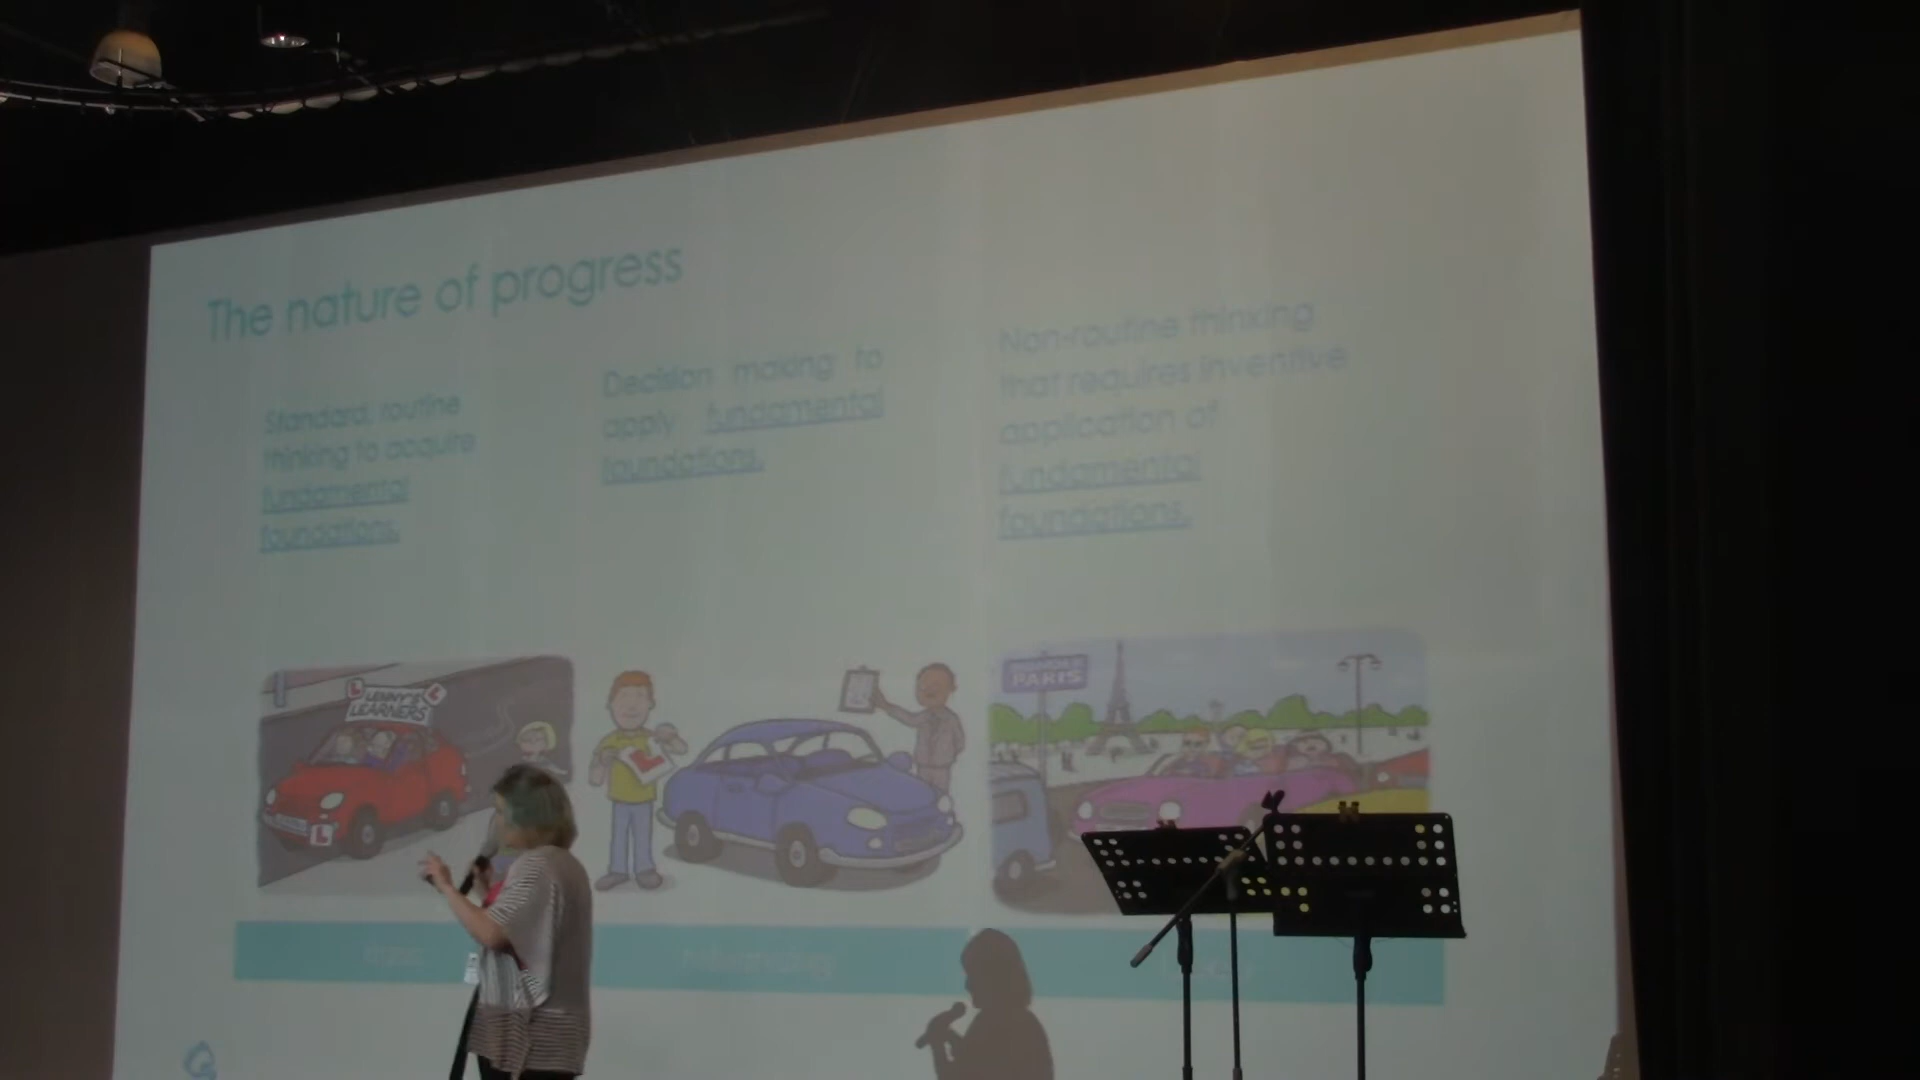 The nature of progress
Standard, routine
thinking to acquire
fundamental
foundations.
Decision making to
apply fundamental
foundations.
Non-routine thinking
that requires inventive
application of
fundamental
foundations.
LENNY'S
LEARNERS
L
L
L
L
PARIS